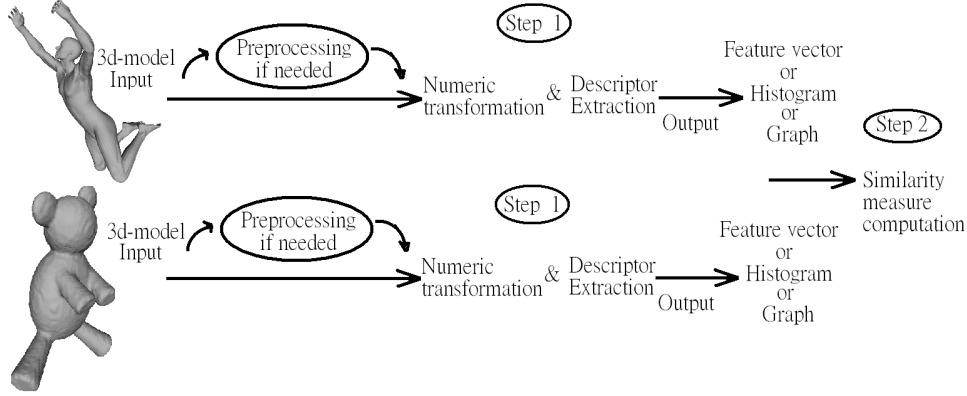 Step 1
3d-model
Input
Preprocessing
if needed
Numeric
transformation
&
Descriptor
Extraction
Output
Feature vector
or
Histogram
or
Graph
Step 2
Similarity
measure
computation
Step 1
3d-model
Input
Preprocessing
if needed
Numeric
transformation
&
Descriptor
Extraction
Output
Feature vector
or
Histogram
or
Graph